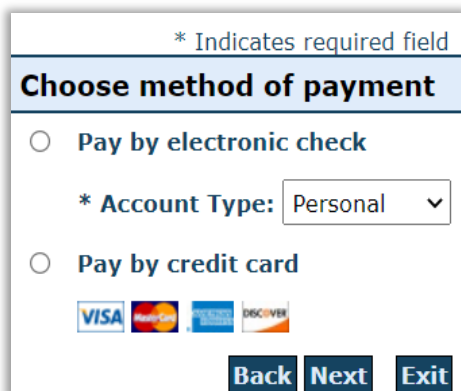 * Indicates required field
Choose method of payment
Pay by electronic check
* Account Type: Personal
Pay by credit card
VISA MasterCard DISCOVER
Back Next Exit